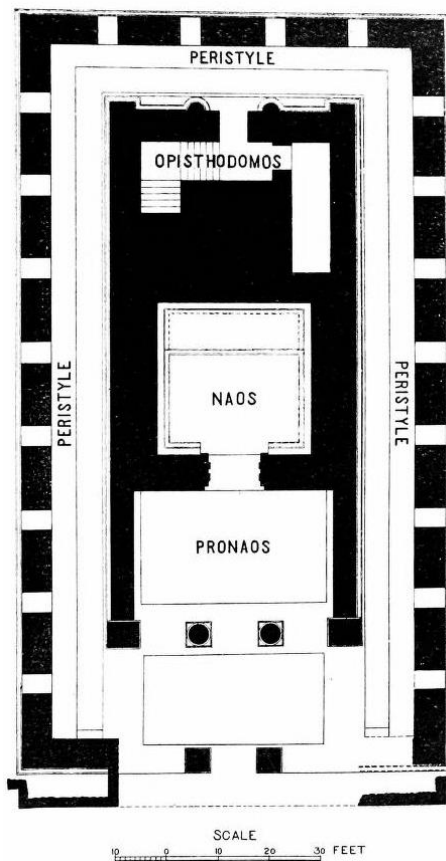 PERISTYLE
OPISTHODOMOS
PERISTYLE
NAOS
PERISTYLE
PRONAOS
SCALE
10 0 10 20 30 FEET